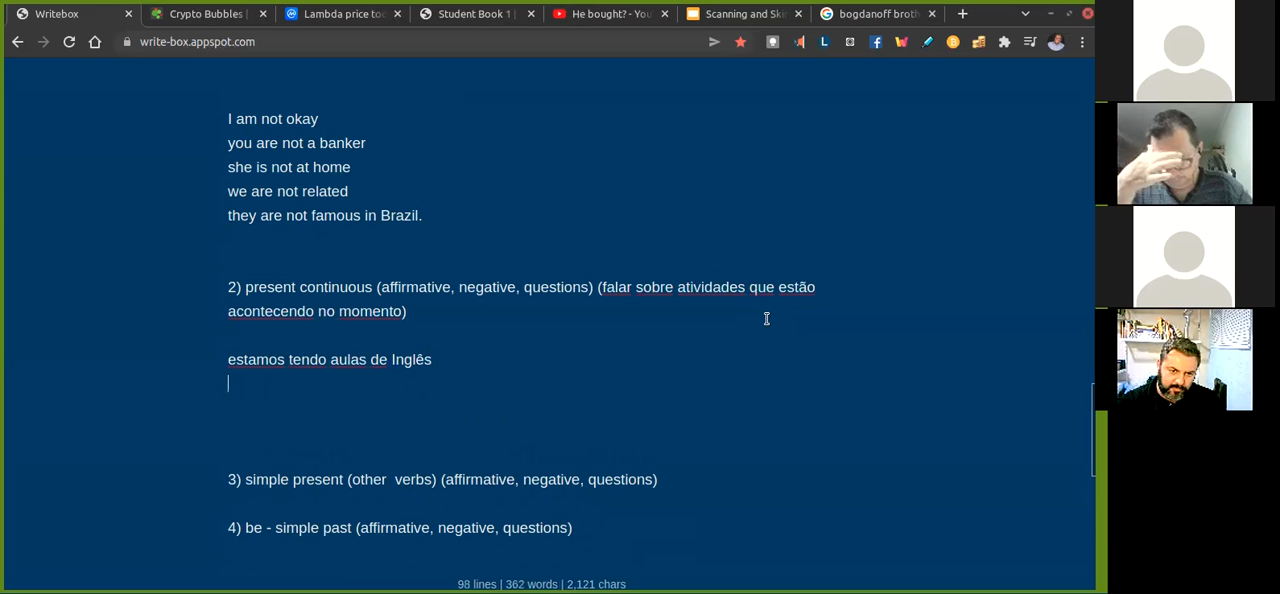 Writebox
Crypto Bubbles |
Lambda price to
Student Book 1
He bought? - You
Scanning and Ski
bogdanoff broth
write-box.appspot.com
I am not okay
you are not a banker
she is not at home
we are not related
they are not famous in Brazil.
2) present continuous (affirmative, negative, questions) (falar sobre atividades que estão
acontecendo no momento)
estamos tendo aulas de Inglês
3) simple present (other  verbs) (affirmative, negative, questions)
4) be - simple past (affirmative, negative, questions)
98 lines | 362 words | 2,121 chars